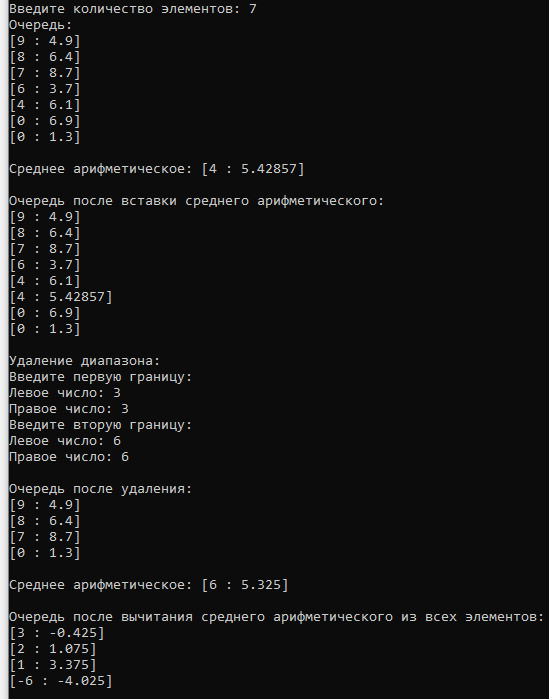 Введите количество элементов: 7
Очередь:
[9 : 4.9]
[8 : 6.4]
[7 : 8.7]
[6 : 3.7]
[4 : 6.1]
[0 : 6.9]
[0 : 1.3]
Среднее арифметическое: [4 : 5.42857]
Очередь после вставки среднего арифметического:
[9 : 4.9]
[8 : 6.4]
[7 : 8.7]
[6 : 3.7]
[4 : 6.1]
[4 : 5.42857]
[0 : 6.9]
[0 : 1.3]
Удаление диапазона:
Введите первую границу:
Левое число: 3
Правое число: 3
Введите вторую границу:
Левое число: 6
Правое число: 6
Очередь после удаления:
[9 : 4.9]
[8 : 6.4]
[7 : 8.7]
[0 : 1.3]
Среднее арифметическое: [6 : 5.325]
Очередь после вычитания среднего арифметического из всех элементов:
[3 : -0.425]
[2 : 1.075]
[1 : 3.375]
[-6 : -4.025]